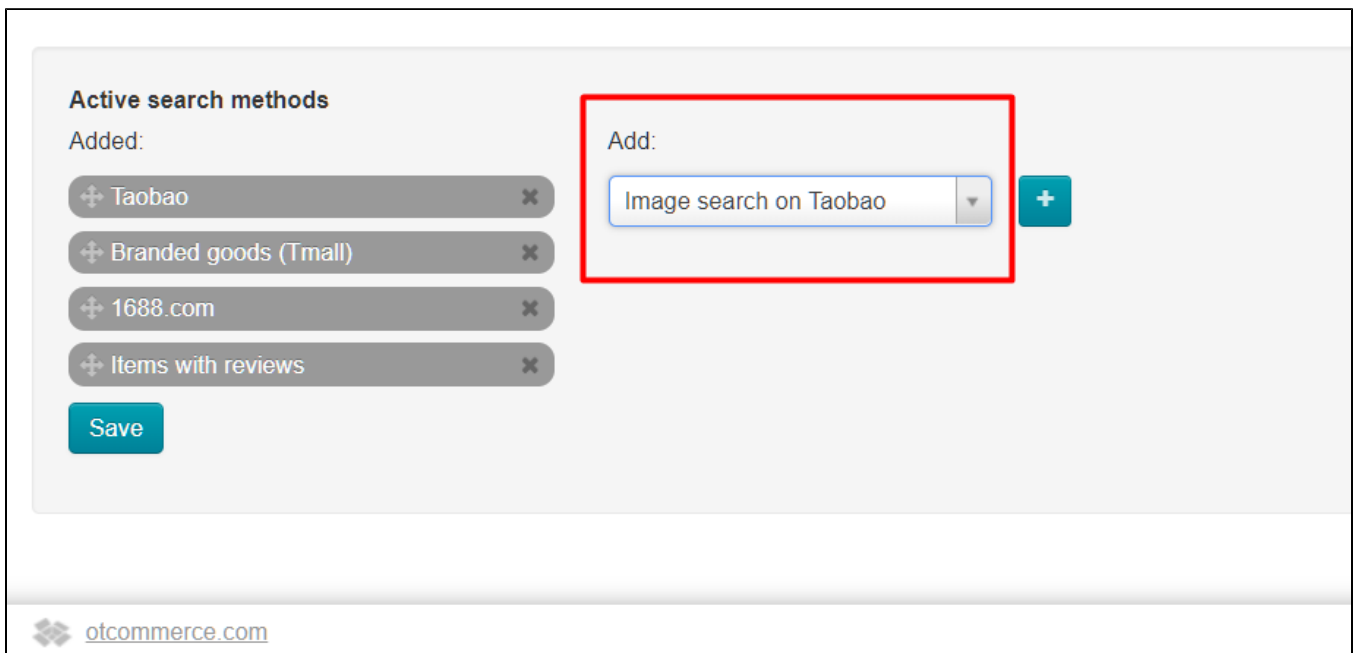 Active search methods
Added:
Taobao
Branded goods (Tmall)
1688.com
Items with reviews
Save
Add:
Image search on Taobao
+
otcommerce.com